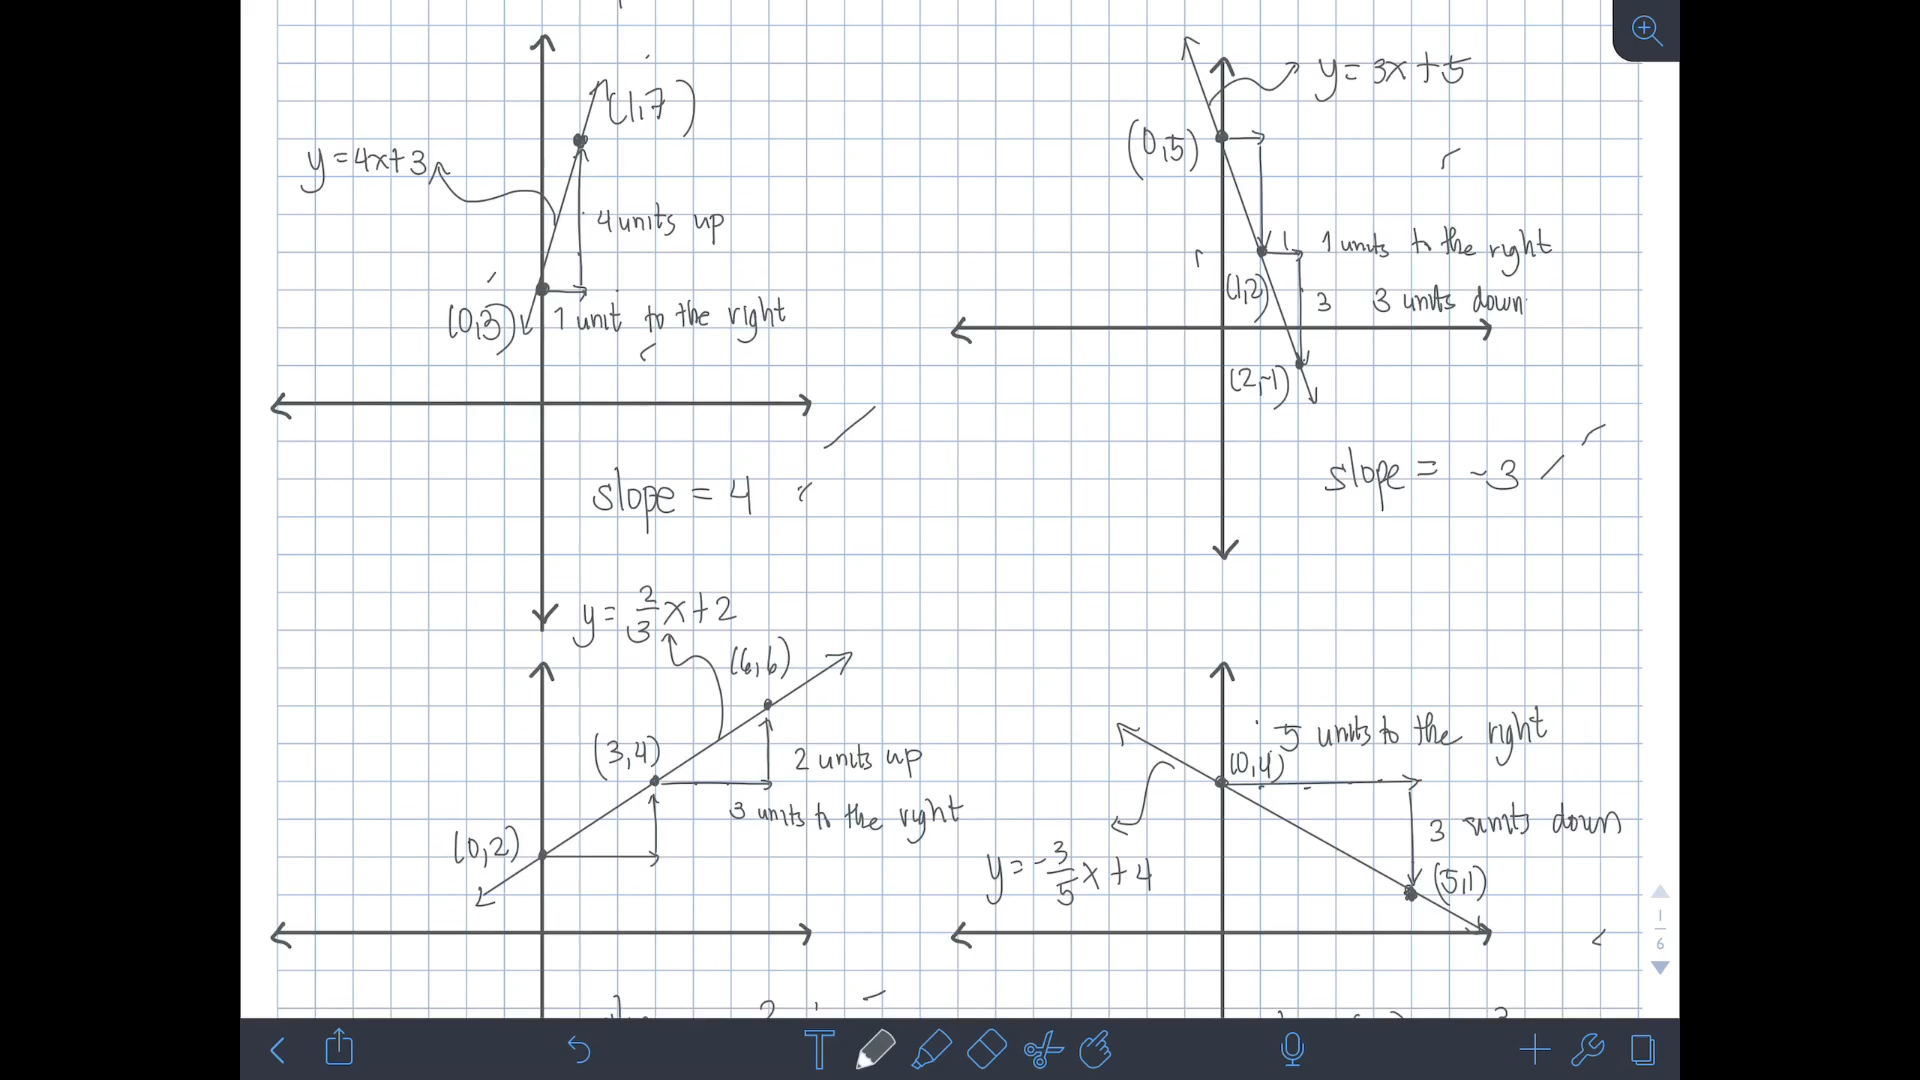 y=4x+3
(1,7)
4 units up
(0,3)
1 unit to the right
slope = 4
y=3x+5
(0,5)
1
1 units to the right
(1,2)
3
3 units down
(2,-1)
slope = -3
y=2/3x+2
(6,6)
(3,4)
2 units up
3 units to the right
(0,2)
5 units to the right
(0,4)
3 units down
(5,1)
y=-3/5x+4
1
6
T